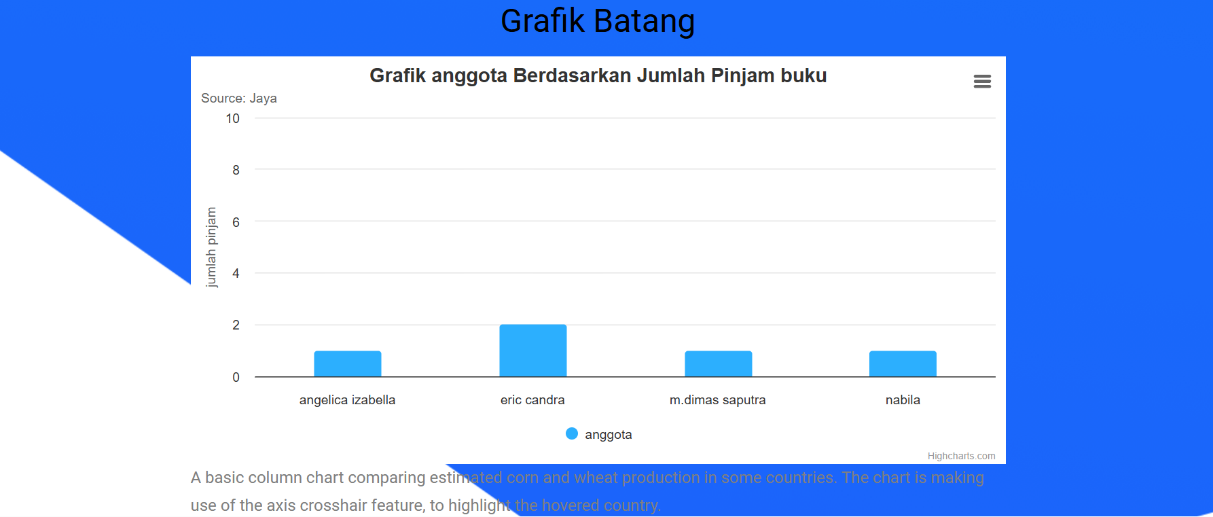 Grafik Batang
Grafik anggota Berdasarkan Jumlah Pinjam buku
Source: Jaya
10
8
6
4
2
0
jumlah pinjam
angelica izabella
eric candra
m.dimas saputra
nabila
anggota
Highcharts.com
A basic column chart comparing estimated corn and wheat production in some countries. The chart is making
use of the axis crosshair feature, to highlight the hovered country.